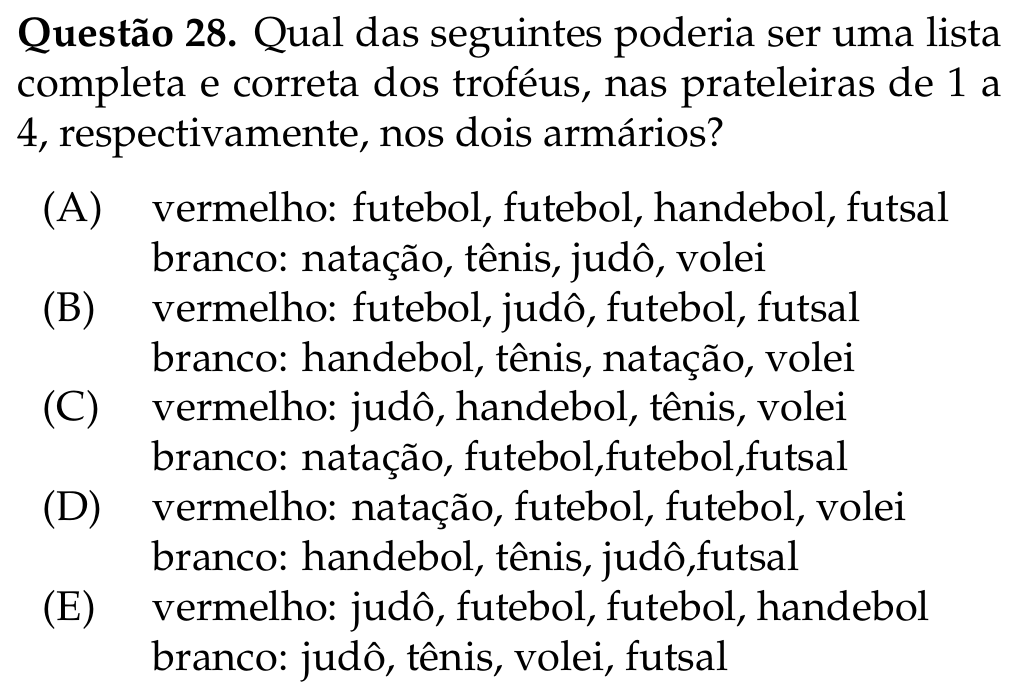 Questão 28. Qual das seguintes poderia ser uma lista
completa e correta dos troféus, nas prateleiras de 1 a
4, respectivamente, nos dois armários?
(A) vermelho: futebol, futebol, handebol, futsal
branco: natação, tênis, judô, volei
(B) vermelho: futebol, judô, futebol, futsal
branco: handebol, tênis, natação, volei
(C) vermelho: judô, handebol, tênis, volei
branco: natação, futebol,futebol,futsal
(D) vermelho: natação, futebol, futebol, volei
branco: handebol, tênis, judô,futsal
(E) vermelho: judô, futebol, futebol, handebol
branco: judô, tênis, volei, futsal